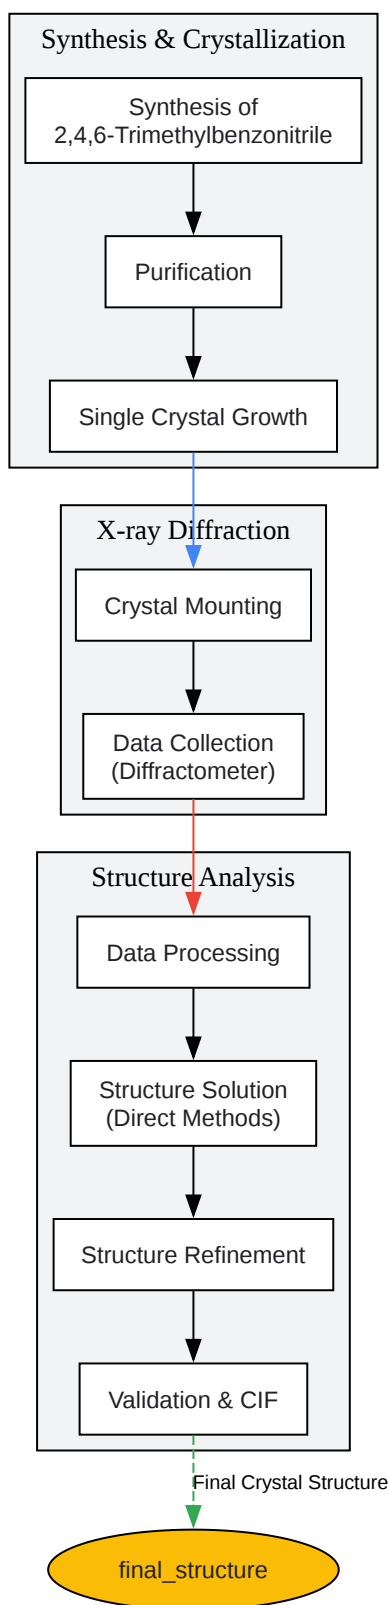 Synthesis & Crystallization
Synthesis of
2,4,6-Trimethylbenzonitrile
Purification
Single Crystal Growth
X-ray Diffraction
Crystal Mounting
Data Collection
(Diffractometer)
Structure Analysis
Data Processing
Structure Solution
(Direct Methods)
Structure Refinement
Validation & CIF
Final Crystal Structure
final_structure